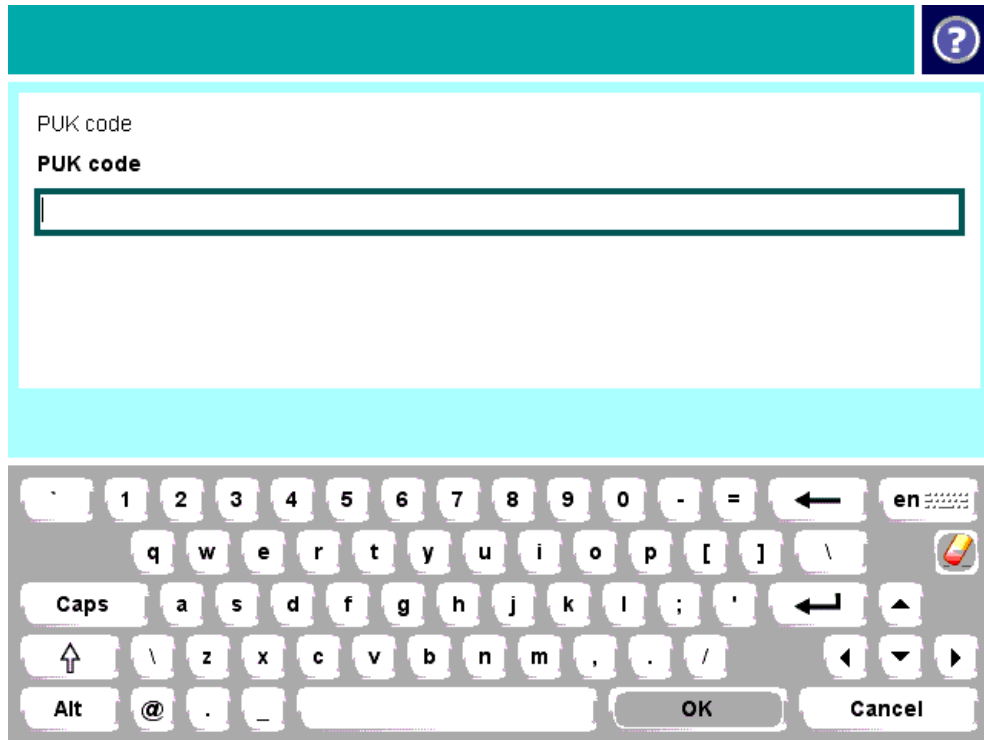 ?
PUK code
PUK code
` 1 2 3 4 5 6 7 8 9 0 - = en
q w e r t y u i o p [ ] \
Caps a s d f g h j k l ; '
\ z x c v b n m , . /
Alt @ . _ OK Cancel